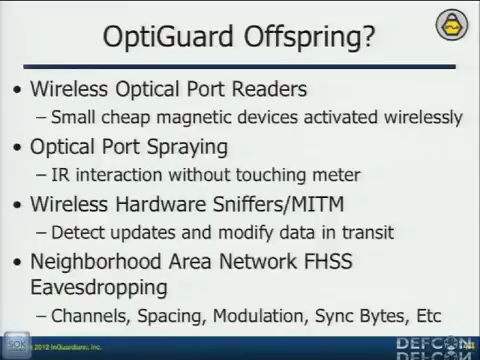 OptiGuard Offspring?
• Wireless Optical Port Readers
– Small cheap magnetic devices activated wirelessly
• Optical Port Spraying
– IR interaction without touching meter
• Wireless Hardware Sniffers/MITM
– Detect updates and modify data in transit
• Neighborhood Area Network FHSS
Eavesdropping
– Channels, Spacing, Modulation, Sync Bytes, Etc
2012 InGuardians, Inc.
DEFCON